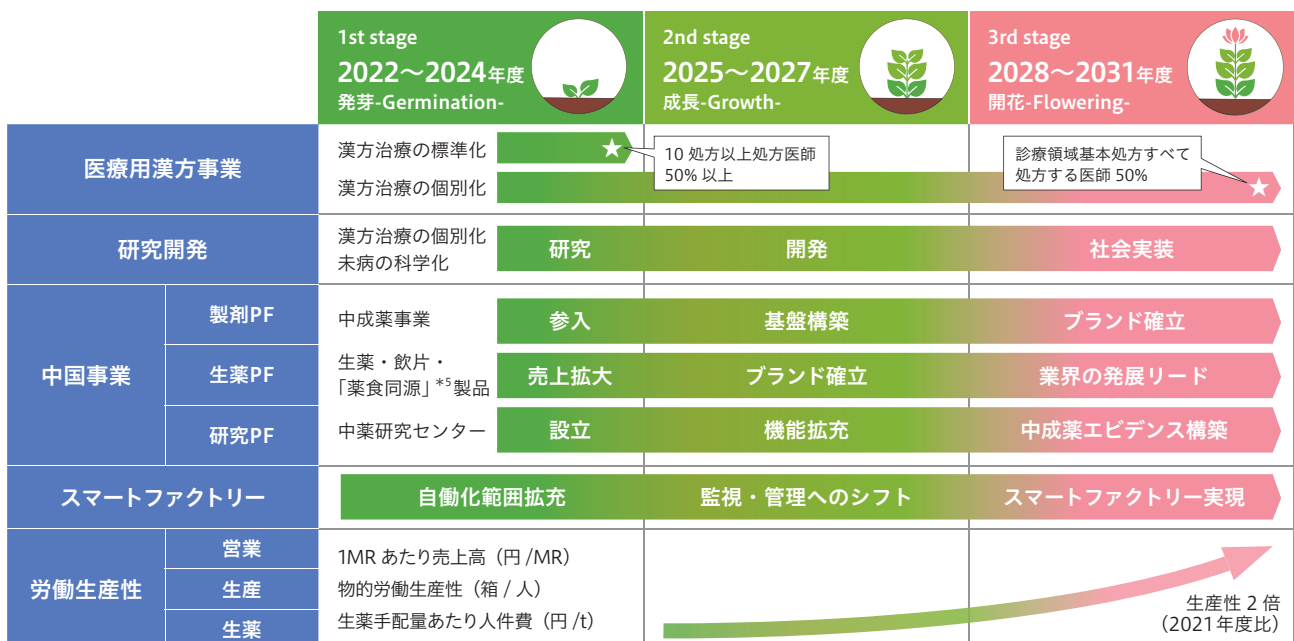 1st stage
2022～2024年度
発芽-Germination-
2nd stage
2025～2027年度
成長-Growth-
3rd stage
2028～2031年度
開花-Flowering-
医療用漢方事業
漢方治療の標準化
10 処方以上処方医師
50% 以上
漢方治療の個別化
診療領域基本処方すべて
処方する医師 50%
研究開発
漢方治療の個別化
未病の科学化
研究
開発
社会実装
中国事業
製剤PF
中成薬事業
参入
基盤構築
ブランド確立
生薬PF
生薬・飲片・
「薬食同源」*5製品
売上拡大
ブランド確立
業界の発展リード
研究PF
中薬研究センター
設立
機能拡充
中成薬エビデンス構築
スマートファクトリー
自働化範囲拡充
監視・管理へのシフト
スマートファクトリー実現
労働生産性
営業
1MR あたり売上高（円 /MR）
生産
物的労働生産性（箱 / 人）
生薬
生薬手配量あたり人件費（円 /t）
生産性 2 倍
（2021年度比）